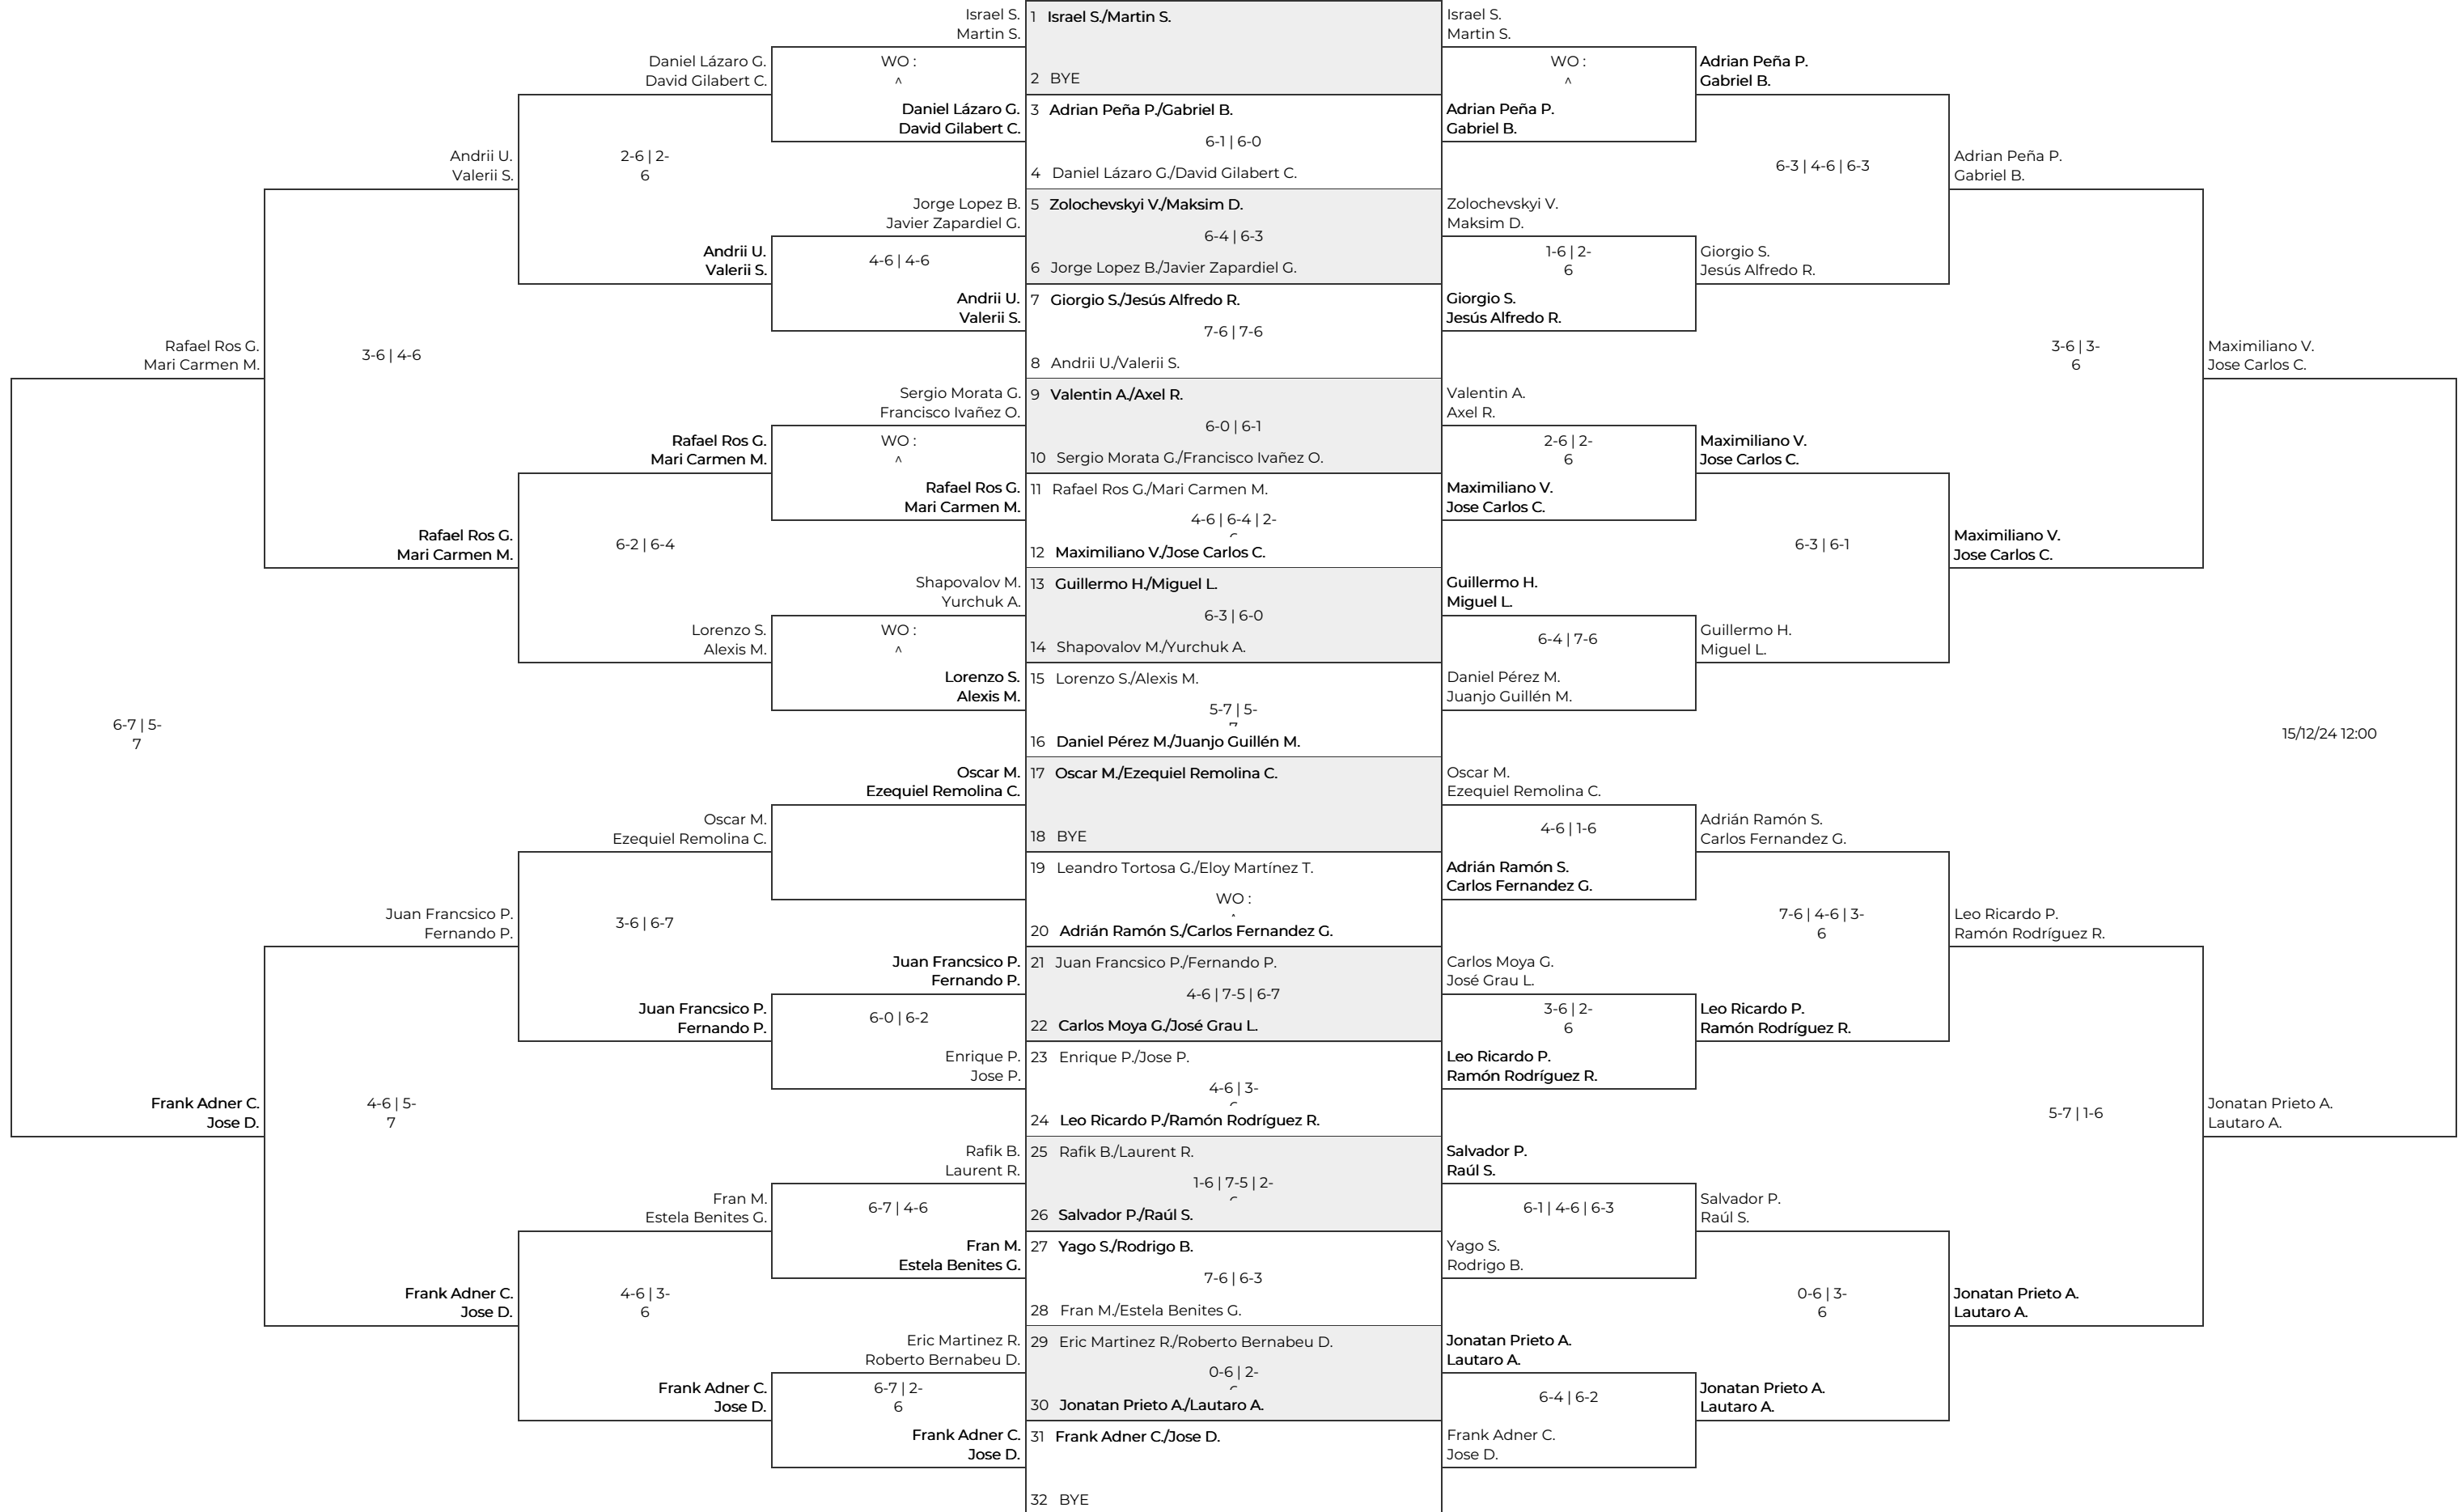 Israel S.
Martin S.
Daniel Lázaro G.
David Gilabert C.
WO :
^
Daniel Lázaro G.
David Gilabert C.
Andrii U.
Valerii S.
2-6 | 2-
6
Jorge Lopez B.
Javier Zapardiel G.
Andrii U.
Valerii S.
4-6 | 4-6
Andrii U.
Valerii S.
Rafael Ros G.
Mari Carmen M.
3-6 | 4-6
Sergio Morata G.
Francisco Ivañez O.
Rafael Ros G.
Mari Carmen M.
WO :
^
Rafael Ros G.
Mari Carmen M.
Rafael Ros G.
Mari Carmen M.
6-2 | 6-4
Shapovalov M.
Yurchuk A.
Lorenzo S.
Alexis M.
WO :
^
Lorenzo S.
Alexis M.
6-7 | 5-
7
Oscar M.
Ezequiel Remolina C.
Oscar M.
Ezequiel Remolina C.
Juan Francsico P.
Fernando P.
3-6 | 6-7
Juan Francsico P.
Fernando P.
Juan Francsico P.
Fernando P.
6-0 | 6-2
Enrique P.
Jose P.
Frank Adner C.
Jose D.
4-6 | 5-
7
Rafik B.
Laurent R.
Fran M.
Estela Benites G.
6-7 | 4-6
Fran M.
Estela Benites G.
Frank Adner C.
Jose D.
4-6 | 3-
6
Eric Martinez R.
Roberto Bernabeu D.
Frank Adner C.
Jose D.
6-7 | 2-
6
Frank Adner C.
Jose D.
1 Israel S./Martin S.
2 BYE
3 Adrian Peña P./Gabriel B.
6-1 | 6-0
4 Daniel Lázaro G./David Gilabert C.
5 Zolochevskyi V./Maksim D.
6-4 | 6-3
6 Jorge Lopez B./Javier Zapardiel G.
7 Giorgio S./Jesús Alfredo R.
7-6 | 7-6
8 Andrii U./Valerii S.
9 Valentin A./Axel R.
6-0 | 6-1
10 Sergio Morata G./Francisco Ivañez O.
11 Rafael Ros G./Mari Carmen M.
4-6 | 6-4 | 2-
12 Maximiliano V./Jose Carlos C.
13 Guillermo H./Miguel L.
6-3 | 6-0
14 Shapovalov M./Yurchuk A.
15 Lorenzo S./Alexis M.
5-7 | 5-
16 Daniel Pérez M./Juanjo Guillén M.
17 Oscar M./Ezequiel Remolina C.
18 BYE
19 Leandro Tortosa G./Eloy Martínez T.
WO :
20 Adrián Ramón S./Carlos Fernandez G.
21 Juan Francsico P./Fernando P.
4-6 | 7-5 | 6-7
22 Carlos Moya G./José Grau L.
23 Enrique P./Jose P.
4-6 | 3-
24 Leo Ricardo P./Ramón Rodríguez R.
25 Rafik B./Laurent R.
1-6 | 7-5 | 2-
26 Salvador P./Raúl S.
27 Yago S./Rodrigo B.
7-6 | 6-3
28 Fran M./Estela Benites G.
29 Eric Martinez R./Roberto Bernabeu D.
0-6 | 2-
30 Jonatan Prieto A./Lautaro A.
31 Frank Adner C./Jose D.
32 BYE
Israel S.
Martin S.
WO :
^
Adrian Peña P.
Gabriel B.
Adrian Peña P.
Gabriel B.
6-3 | 4-6 | 6-3
Adrian Peña P.
Gabriel B.
Zolochevskyi V.
Maksim D.
1-6 | 2-
6
Giorgio S.
Jesús Alfredo R.
Giorgio S.
Jesús Alfredo R.
3-6 | 3-
6
Maximiliano V.
Jose Carlos C.
Valentin A.
Axel R.
2-6 | 2-
6
Maximiliano V.
Jose Carlos C.
Maximiliano V.
Jose Carlos C.
6-3 | 6-1
Maximiliano V.
Jose Carlos C.
Guillermo H.
Miguel L.
6-4 | 7-6
Guillermo H.
Miguel L.
Daniel Pérez M.
Juanjo Guillén M.
15/12/24 12:00
Oscar M.
Ezequiel Remolina C.
4-6 | 1-6
Adrián Ramón S.
Carlos Fernandez G.
Adrián Ramón S.
Carlos Fernandez G.
7-6 | 4-6 | 3-
6
Leo Ricardo P.
Ramón Rodríguez R.
Carlos Moya G.
José Grau L.
3-6 | 2-
6
Leo Ricardo P.
Ramón Rodríguez R.
Leo Ricardo P.
Ramón Rodríguez R.
5-7 | 1-6
Jonatan Prieto A.
Lautaro A.
Salvador P.
Raúl S.
6-1 | 4-6 | 6-3
Salvador P.
Raúl S.
Yago S.
Rodrigo B.
0-6 | 3-
6
Jonatan Prieto A.
Lautaro A.
Jonatan Prieto A.
Lautaro A.
6-4 | 6-2
Jonatan Prieto A.
Lautaro A.
Frank Adner C.
Jose D.